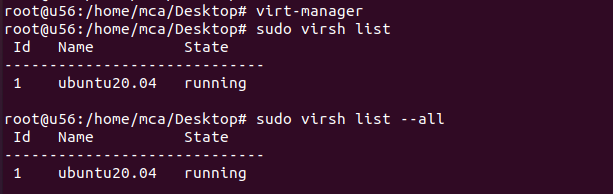 root@u56:/home/mca/Desktop# virt-manager
root@u56:/home/mca/Desktop# sudo virsh list
 Id   Name          State
------------------------------
 1    ubuntu20.04   running

root@u56:/home/mca/Desktop# sudo virsh list --all
 Id   Name          State
------------------------------
 1    ubuntu20.04   running